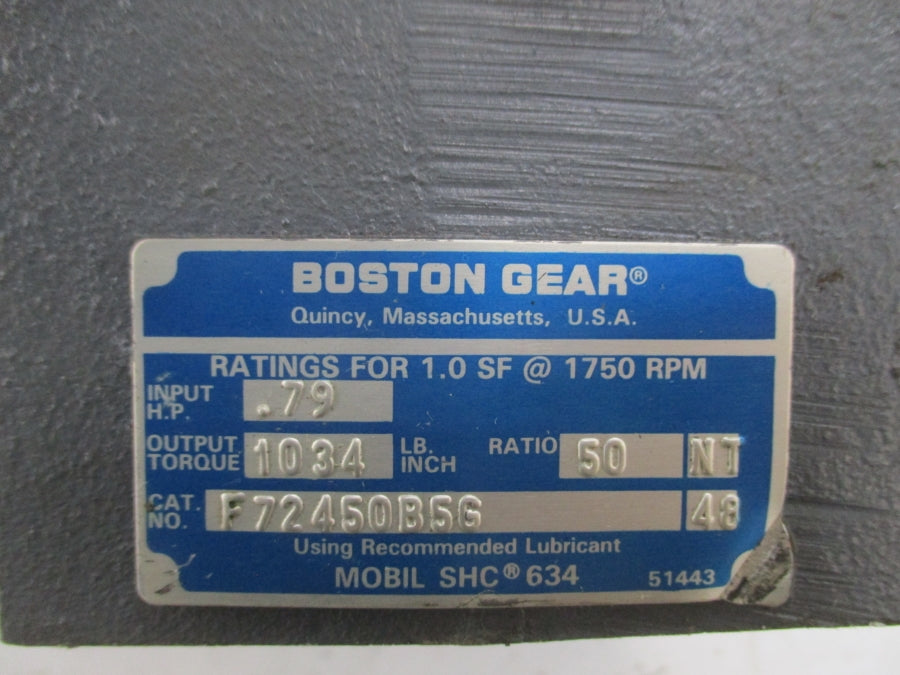 BOSTON GEAR®
Quincy, Massachusetts, U.S.A.
RATINGS FOR 1.0 SF @ 1750 RPM
INPUT H.P. .79
OUTPUT TORQUE 1034 LB. INCH RATIO 50 NT
CAT. NO. F72450B5G 48
Using Recommended Lubricant
MOBIL SHC® 634 51443